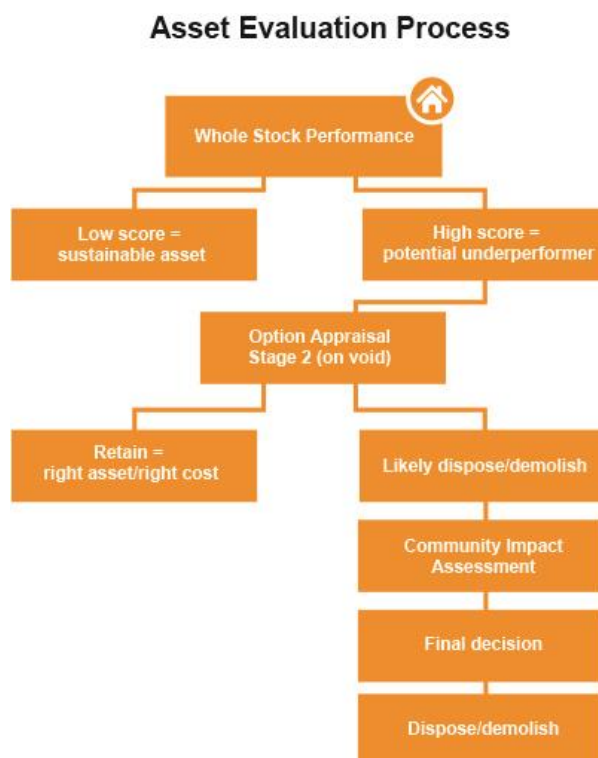 Asset Evaluation Process
Whole Stock Performance
Low score =
sustainable asset
High score =
potential underperformer
Option Appraisal
Stage 2 (on void)
Retain =
right asset/right cost
Likely dispose/demolish
Community Impact
Assessment
Final decision
Dispose/demolish